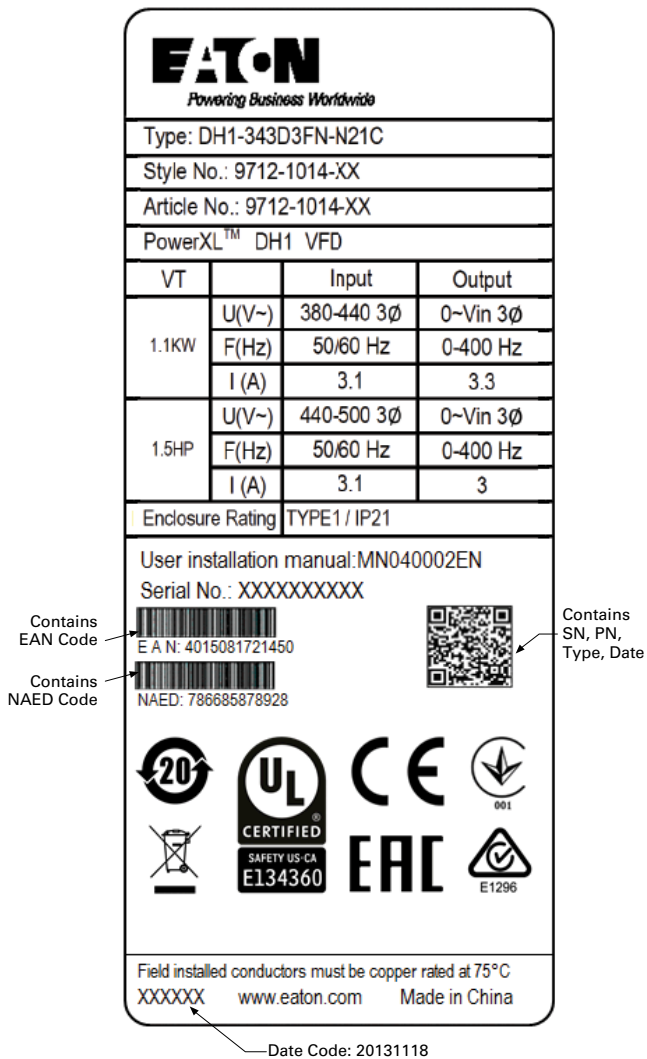 EATON
Powering Business Worldwide
Type: DH1-343D3FN-N21C
Style No.: 9712-1014-XX
Article No.: 9712-1014-XX
PowerXL™ DH1 VFD
VT Input Output
1.1KW
U(V~) 380-440 3Ø 0~Vin 3Ø
F(Hz) 50/60 Hz 0-400 Hz
I (A) 3.1 3.3
1.5HP
U(V~) 440-500 3Ø 0~Vin 3Ø
F(Hz) 50/60 Hz 0-400 Hz
I (A) 3.1 3
Enclosure Rating TYPE1 / IP21
User installation manual:MN040002EN
Serial No.: XXXXXXXXXX
Contains
EAN Code
E A N: 4015081721450
Contains
SN, PN,
Type, Date
Contains
NAED Code
NAED: 786685878928
20
UL
®
CERTIFIED
SAFETY US-CA
E134360
CE
001
EAC
E1296
Field installed conductors must be copper rated at 75°C
XXXXXX www.eaton.com Made in China
Date Code: 20131118